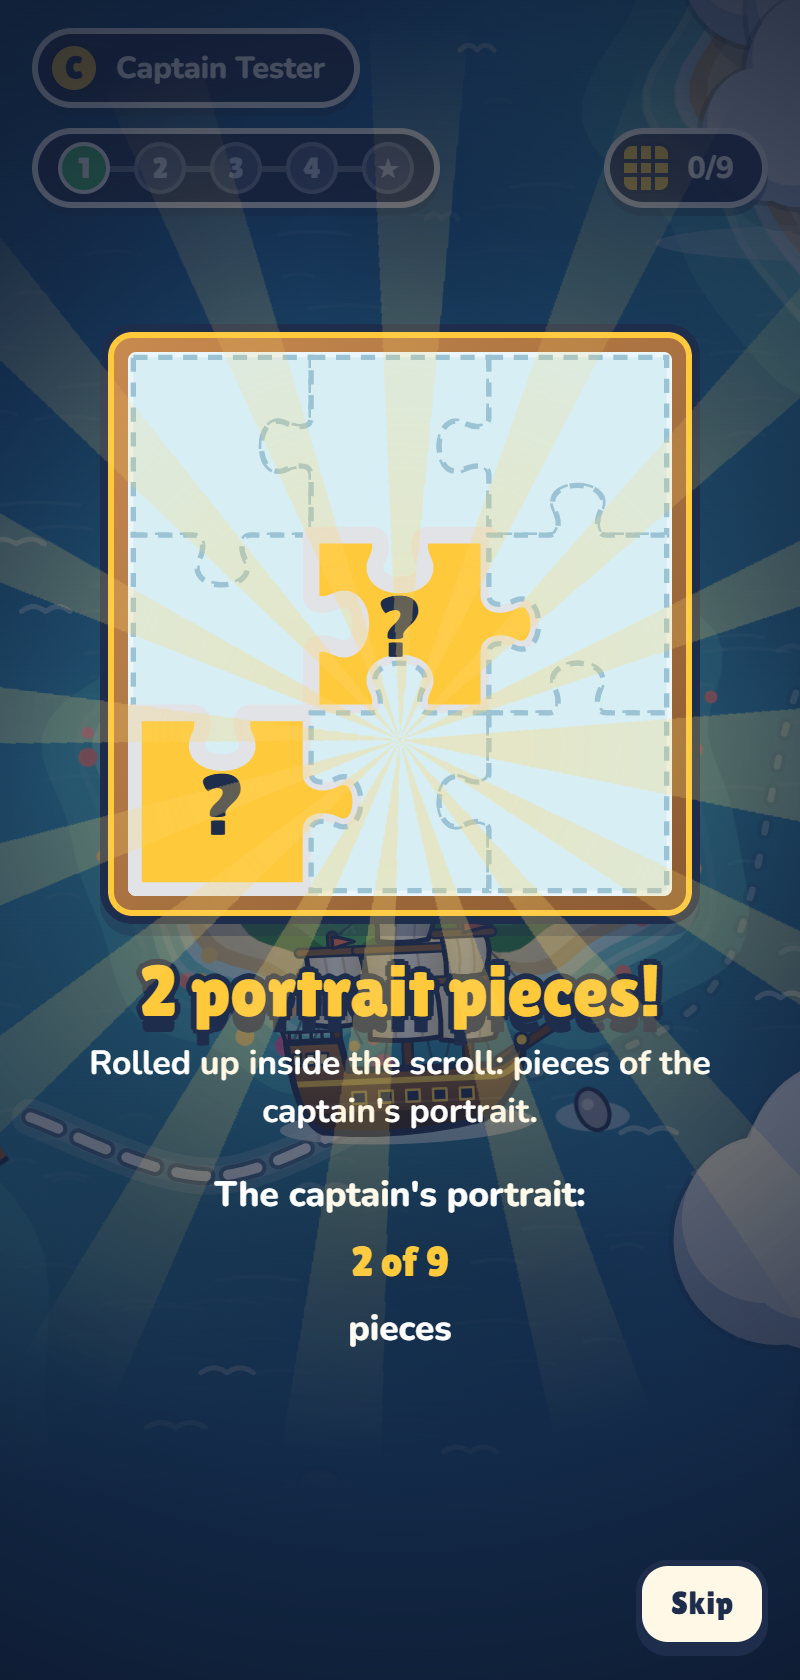 C Captain Tester
1 2 3 4 ★
0/9
?
?
2 portrait pieces!
Rolled up inside the scroll: pieces of the
captain's portrait.
The captain's portrait:
2 of 9
pieces
Skip